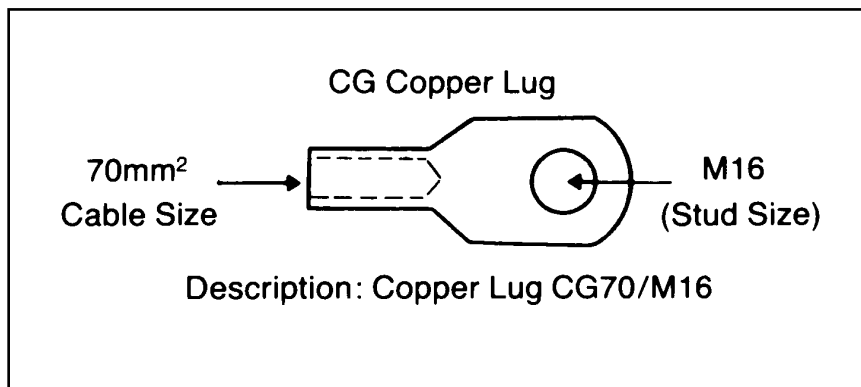 CG Copper Lug
70mm²
Cable Size
M16
(Stud Size)
Description: Copper Lug CG70/M16